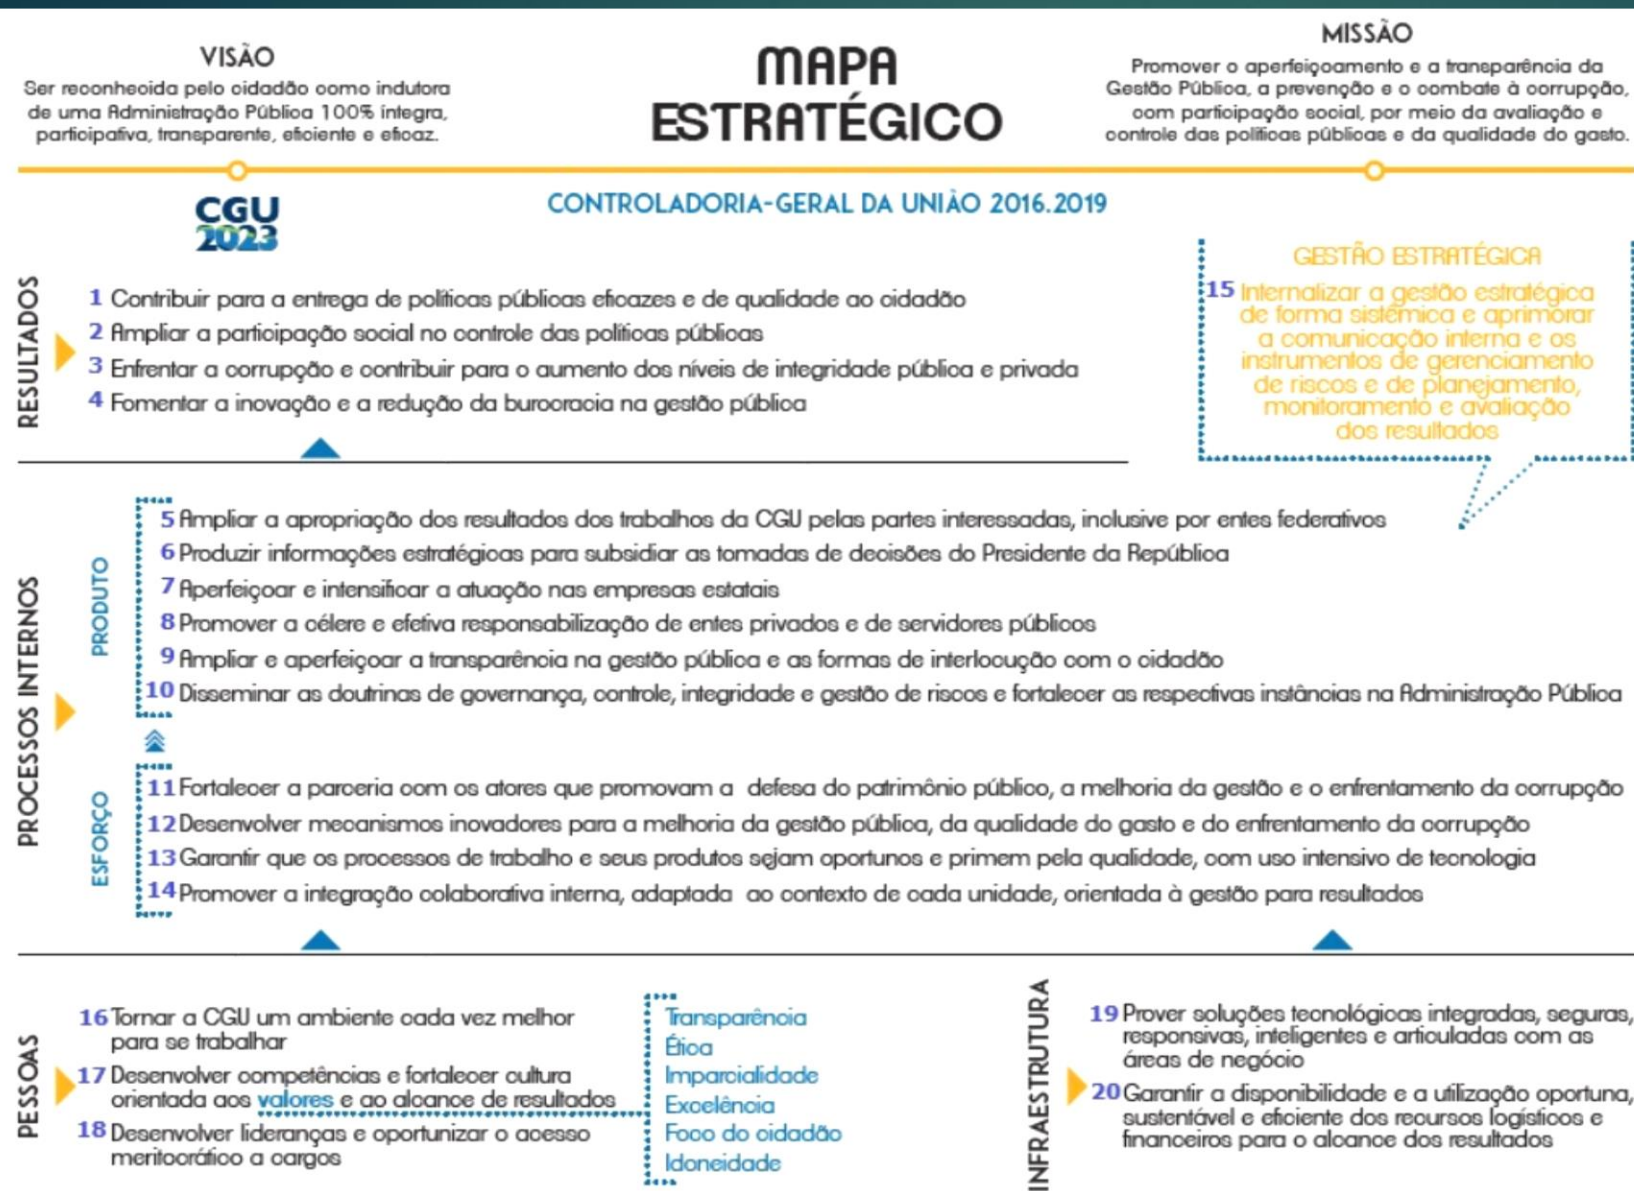 VISÃO
Ser reconhecida pelo cidadão como indutora
de uma Administração Pública 100% íntegra,
participativa, transparente, eficiente e eficaz.
MAPA
ESTRATÉGICO
MISSÃO
Promover o aperfeiçoamento e a transparência da
Gestão Pública, a prevenção e o combate à corrupção,
com participação social, por meio da avaliação e
controle das políticas públicas e da qualidade do gasto.
CGU
2023
CONTROLADORIA-GERAL DA UNIÃO 2016.2019
RESULTADOS
1 Contribuir para a entrega de políticas públicas eficazes e de qualidade ao cidadão
2 Ampliar a participação social no controle das políticas públicas
3 Enfrentar a corrupção e contribuir para o aumento dos níveis de integridade pública e privada
4 Fomentar a inovação e a redução da burocracia na gestão pública
GESTÃO ESTRATÉGICA
15 Internalizar a gestão estratégica
de forma sistêmica e aprimorar
a comunicação interna e os
instrumentos de gerenciamento
de riscos e de planejamento,
monitoramento e avaliação
dos resultados
PROCESSOS INTERNOS
PRODUTO
5 Ampliar a apropriação dos resultados dos trabalhos da CGU pelas partes interessadas, inclusive por entes federativos
6 Produzir informações estratégicas para subsidiar as tomadas de decisões do Presidente da República
7 Aperfeiçoar e intensificar a atuação nas empresas estatais
8 Promover a célere e efetiva responsabilização de entes privados e de servidores públicos
9 Ampliar e aperfeiçoar a transparência na gestão pública e as formas de interlocução com o cidadão
10 Disseminar as doutrinas de governança, controle, integridade e gestão de riscos e fortalecer as respectivas instâncias na Administração Pública
ESFORÇO
11 Fortalecer a parceria com os atores que promovam a defesa do patrimônio público, a melhoria da gestão e o enfrentamento da corrupção
12 Desenvolver mecanismos inovadores para a melhoria da gestão pública, da qualidade do gasto e do enfrentamento da corrupção
13 Garantir que os processos de trabalho e seus produtos sejam oportunos e primem pela qualidade, com uso intensivo de tecnologia
14 Promover a integração colaborativa interna, adaptada ao contexto de cada unidade, orientada à gestão para resultados
PESSOAS
16 Tornar a CGU um ambiente cada vez melhor
para se trabalhar
17 Desenvolver competências e fortalecer cultura
orientada aos valores e ao alcance de resultados
18 Desenvolver lideranças e oportunizar o acesso
meritocrático a cargos
Transparência
Ética
Imparcialidade
Excelência
Foco do cidadão
Idoneidade
INFRAESTRUTURA
19 Prover soluções tecnológicas integradas, seguras,
responsivas, inteligentes e articuladas com as
áreas de negócio
20 Garantir a disponibilidade e a utilização oportuna,
sustentável e eficiente dos recursos logísticos e
financeiros para o alcance dos resultados